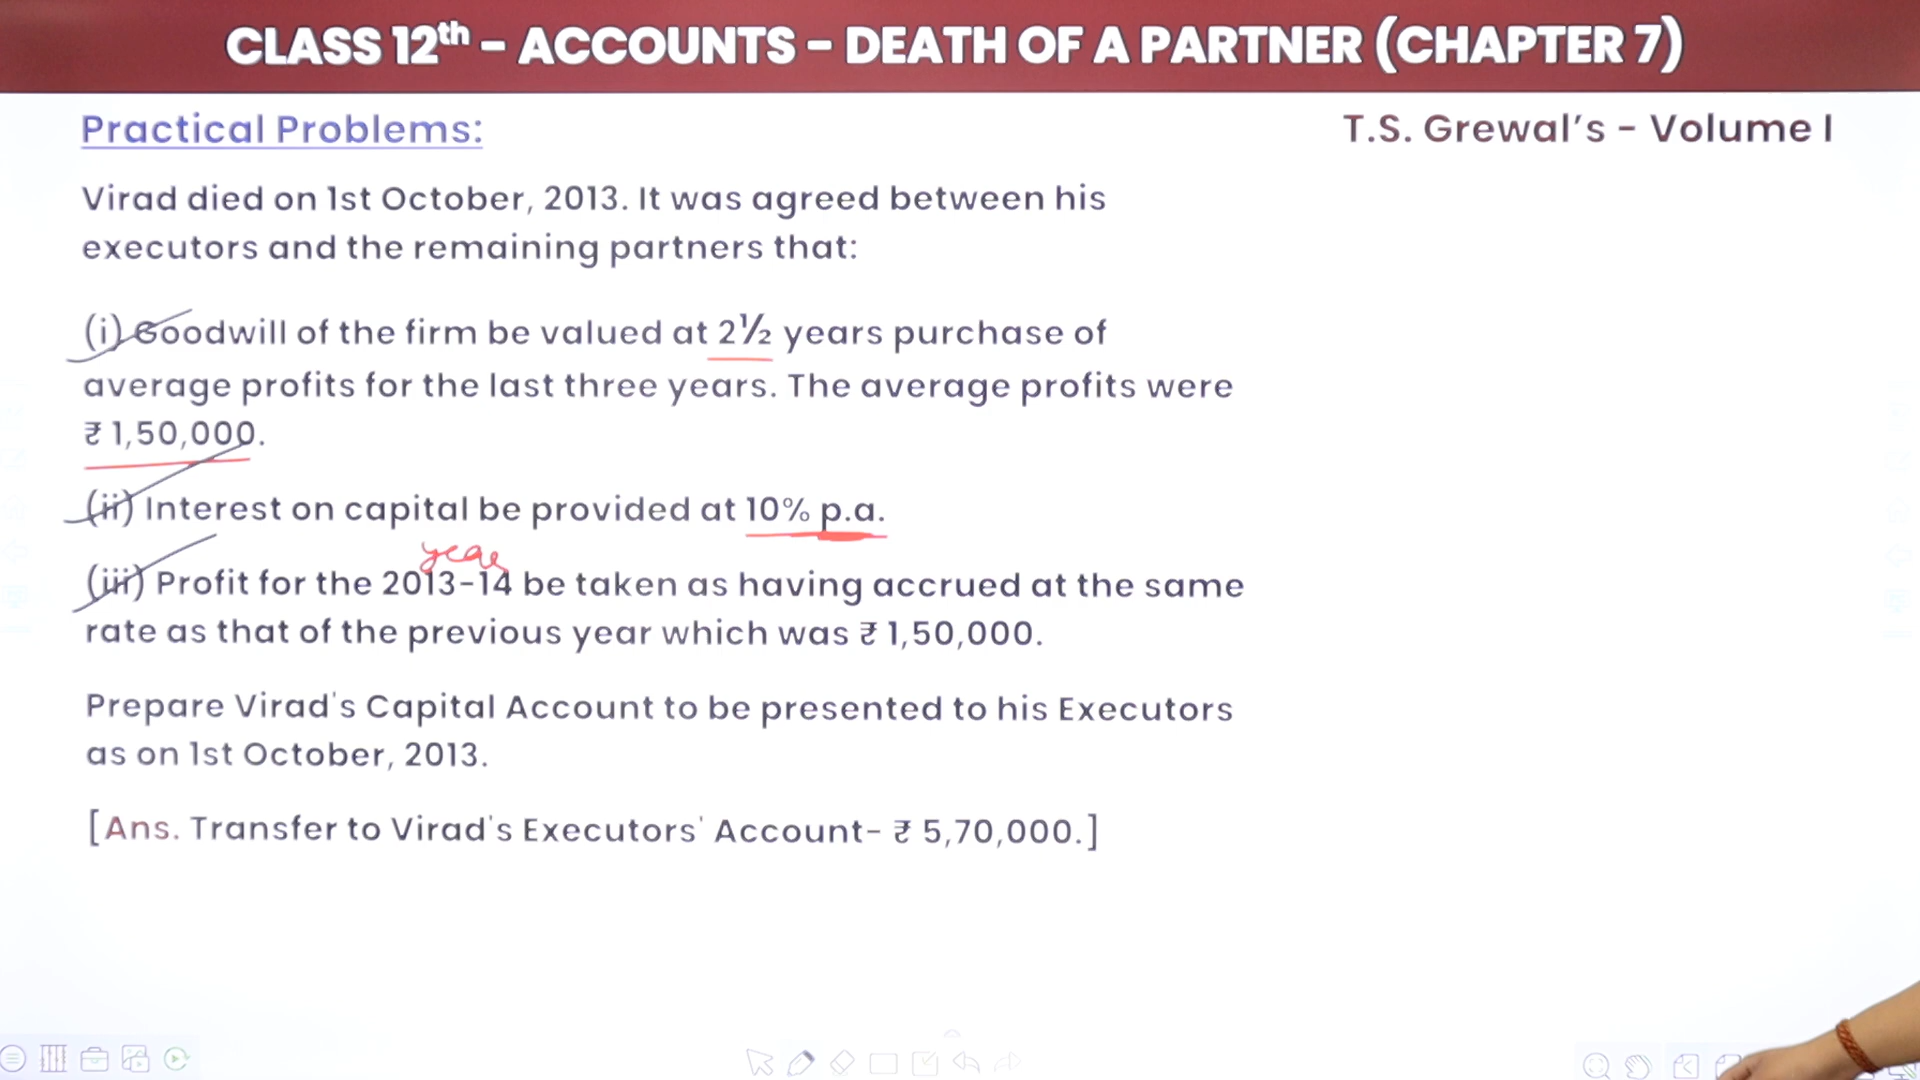 CLASS 12th – ACCOUNTS – DEATH OF A PARTNER (CHAPTER 7)
Practical Problems:
T.S. Grewal’s - Volume I
Virad died on 1st October, 2013. It was agreed between his
executors and the remaining partners that:
(i) Goodwill of the firm be valued at 2½ years purchase of
average profits for the last three years. The average profits were
₹ 1,50,000.
(ii) Interest on capital be provided at 10% p.a.
year
(iii) Profit for the 2013-14 be taken as having accrued at the same
rate as that of the previous year which was ₹ 1,50,000.
Prepare Virad's Capital Account to be presented to his Executors
as on 1st October, 2013.
[Ans. Transfer to Virad's Executors' Account- ₹ 5,70,000.]